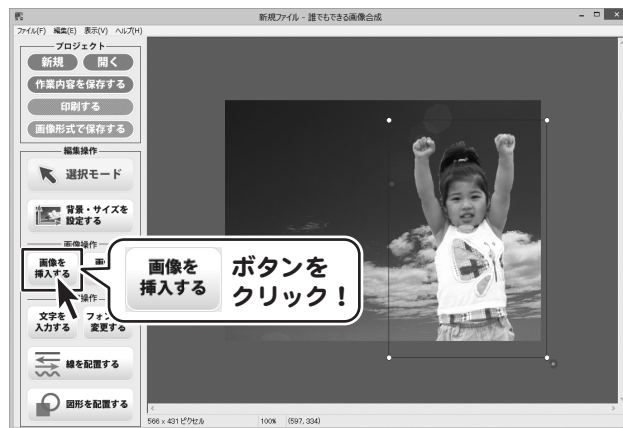 新規ファイル - 誰でもできる画像合成
ファイル(F) 編集(E) 表示(V) ヘルプ(H)
プロジェクト
新規 開く
作業内容を保存する
印刷する
画像形式で保存する
編集操作
選択モード
背景・サイズを
設定する
画像操作
画像を
挿入する
画像を
挿入する
ボタンを
クリック！
操作
文字を
入力する
フォン
変更する
線を配置する
図形を配置する
566 x 431 ピクセル 100% (597, 334)